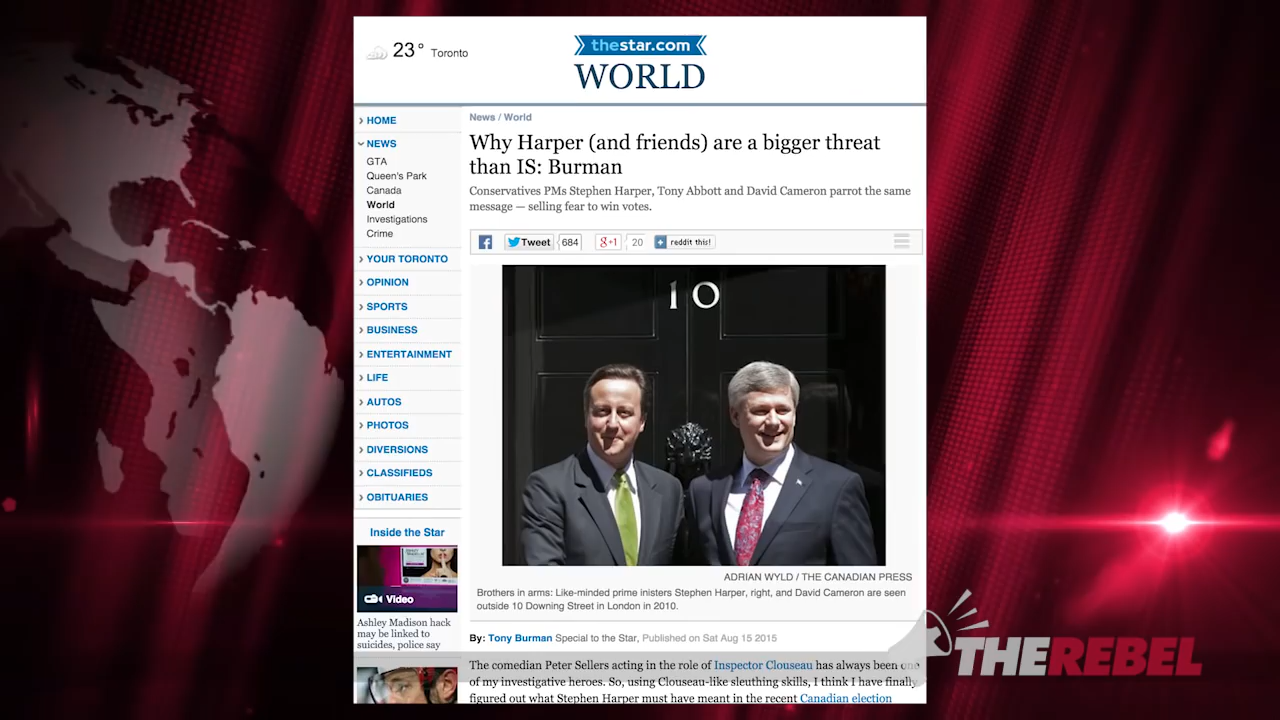 23° Toronto
thestar.com
WORLD
HOME
NEWS
GTA
Queen's Park
Canada
World
Investigations
Crime
YOUR TORONTO
OPINION
SPORTS
BUSINESS
ENTERTAINMENT
LIFE
AUTOS
PHOTOS
DIVERSIONS
CLASSIFIEDS
OBITUARIES
Inside the Star
Video
Ashley Madison hack
may be linked to
suicides, police say
News / World
Why Harper (and friends) are a bigger threat
than IS: Burman
Conservatives PMs Stephen Harper, Tony Abbott and David Cameron parrot the same
message — selling fear to win votes.
Tweet 684 g+1 20 reddit this!
10
ADRIAN WYLD / THE CANADIAN PRESS
Brothers in arms: Like-minded prime inisters Stephen Harper, right, and David Cameron are seen
outside 10 Downing Street in London in 2010.
By: Tony Burman Special to the Star, Published on Sat Aug 15 2015
The comedian Peter Sellers acting in the role of Inspector Clouseau has always been one
of my investigative heroes. So, using Clouseau-like sleuthing skills, I think I have finally
figured out what Stephen Harper must have meant in the recent Canadian election
THEREBEL